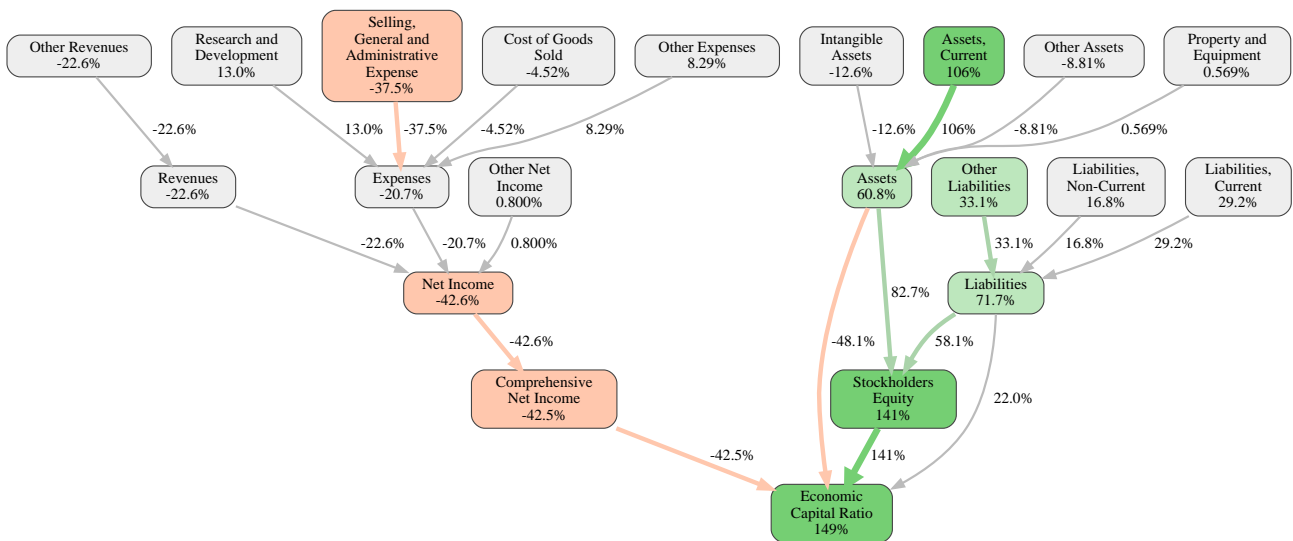 Other Revenues
-22.6%
Research and
Development
13.0%
Selling,
General and
Administrative
Expense
-37.5%
Cost of Goods
Sold
-4.52%
Other Expenses
8.29%
Intangible
Assets
-12.6%
Assets,
Current
106%
Other Assets
-8.81%
Property and
Equipment
0.569%
-22.6%
13.0%
-37.5%
-4.52%
8.29%
-12.6%
106%
-8.81%
0.569%
Revenues
-22.6%
Expenses
-20.7%
Other Net
Income
0.800%
Assets
60.8%
Other
Liabilities
33.1%
Liabilities,
Non-Current
16.8%
Liabilities,
Current
29.2%
-22.6%
-20.7%
0.800%
33.1%
16.8%
29.2%
Net Income
-42.6%
82.7%
Liabilities
71.7%
-42.6%
-48.1%
58.1%
Comprehensive
Net Income
-42.5%
Stockholders
Equity
141%
22.0%
-42.5%
141%
Economic
Capital Ratio
149%